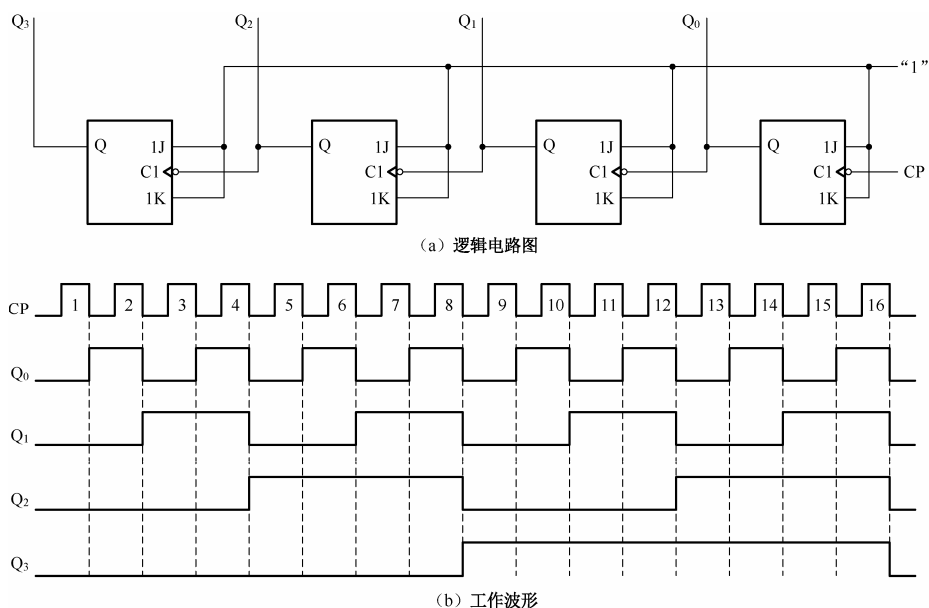 Q₃ Q₂ Q₁ Q₀
“1”
Q 1J Q 1J Q 1J Q 1J
C1 C1 C1 C1 CP
1K 1K 1K 1K
（a）逻辑电路图
CP 1 2 3 4 5 6 7 8 9 10 11 12 13 14 15 16
Q₀
Q₁
Q₂
Q₃
（b）工作波形